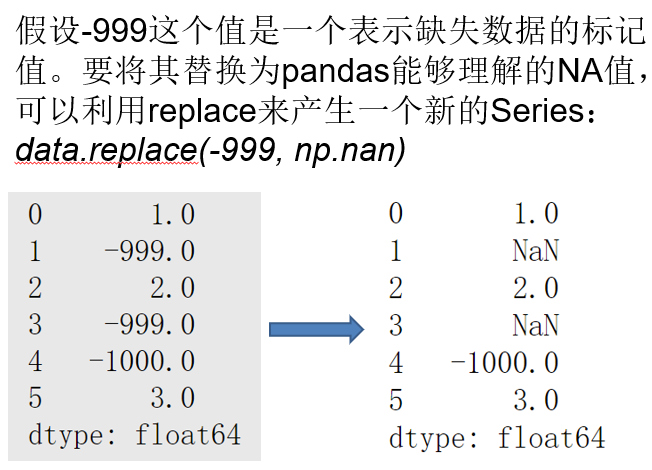 假设-999这个值是一个表示缺失数据的标记
值。要将其替换为pandas能够理解的NA值，
可以利用replace来产生一个新的Series：
data.replace(-999, np.nan)
0 1.0
1 -999.0
2 2.0
3 -999.0
4 -1000.0
5 3.0
dtype: float64
0 1.0
1 NaN
2 2.0
3 NaN
4 -1000.0
5 3.0
dtype: float64